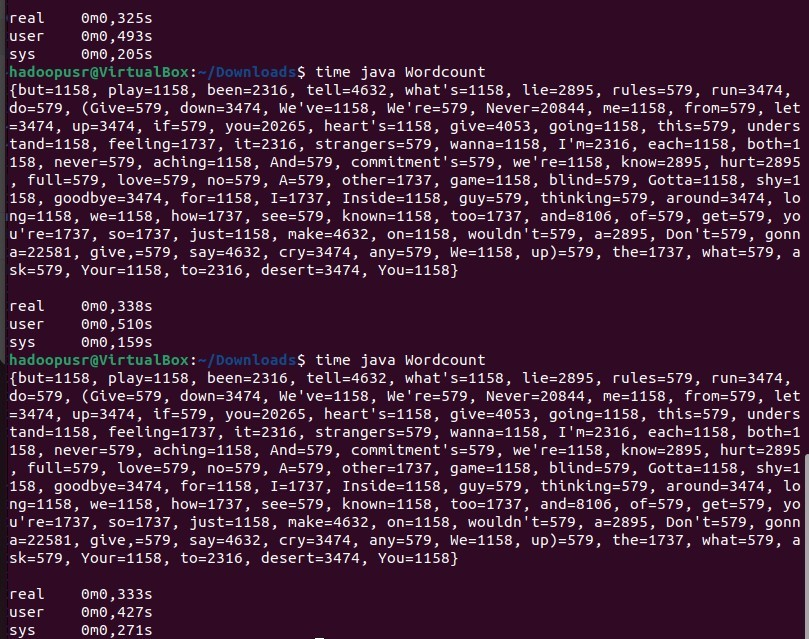 real    0m0,325s
user    0m0,493s
sys     0m0,205s
hadoopusr@VirtualBox:~/Downloads$ time java Wordcount
{but=1158, play=1158, been=2316, tell=4632, what's=1158, lie=2895, rules=579, run=3474,
do=579, (Give=579, down=3474, We've=1158, We're=579, Never=20844, me=1158, from=579, let
=3474, up=3474, if=579, you=20265, heart's=1158, give=4053, going=1158, this=579, unders
tand=1158, feeling=1737, it=2316, strangers=579, wanna=1158, I'm=2316, each=1158, both=1
158, never=579, aching=1158, And=579, commitment's=579, we're=1158, know=2895, hurt=2895
, full=579, love=579, no=579, A=579, other=1737, game=1158, blind=579, Gotta=1158, shy=1
158, goodbye=3474, for=1158, I=1737, Inside=1158, guy=579, thinking=579, around=3474, lo
ng=1158, we=1158, how=1737, see=579, known=1158, too=1737, and=8106, of=579, get=579, yo
u're=1737, so=1737, just=1158, make=4632, on=1158, wouldn't=579, a=2895, Don't=579, gonn
a=22581, give,=579, say=4632, cry=3474, any=579, We=1158, up)=579, the=1737, what=579, a
sk=579, Your=1158, to=2316, desert=3474, You=1158}
real    0m0,338s
user    0m0,510s
sys     0m0,159s
hadoopusr@VirtualBox:~/Downloads$ time java Wordcount
{but=1158, play=1158, been=2316, tell=4632, what's=1158, lie=2895, rules=579, run=3474,
do=579, (Give=579, down=3474, We've=1158, We're=579, Never=20844, me=1158, from=579, let
=3474, up=3474, if=579, you=20265, heart's=1158, give=4053, going=1158, this=579, unders
tand=1158, feeling=1737, it=2316, strangers=579, wanna=1158, I'm=2316, each=1158, both=1
158, never=579, aching=1158, And=579, commitment's=579, we're=1158, know=2895, hurt=2895
, full=579, love=579, no=579, A=579, other=1737, game=1158, blind=579, Gotta=1158, shy=1
158, goodbye=3474, for=1158, I=1737, Inside=1158, guy=579, thinking=579, around=3474, lo
ng=1158, we=1158, how=1737, see=579, known=1158, too=1737, and=8106, of=579, get=579, yo
u're=1737, so=1737, just=1158, make=4632, on=1158, wouldn't=579, a=2895, Don't=579, gonn
a=22581, give,=579, say=4632, cry=3474, any=579, We=1158, up)=579, the=1737, what=579, a
sk=579, Your=1158, to=2316, desert=3474, You=1158}
real    0m0,333s
user    0m0,427s
sys     0m0,271s